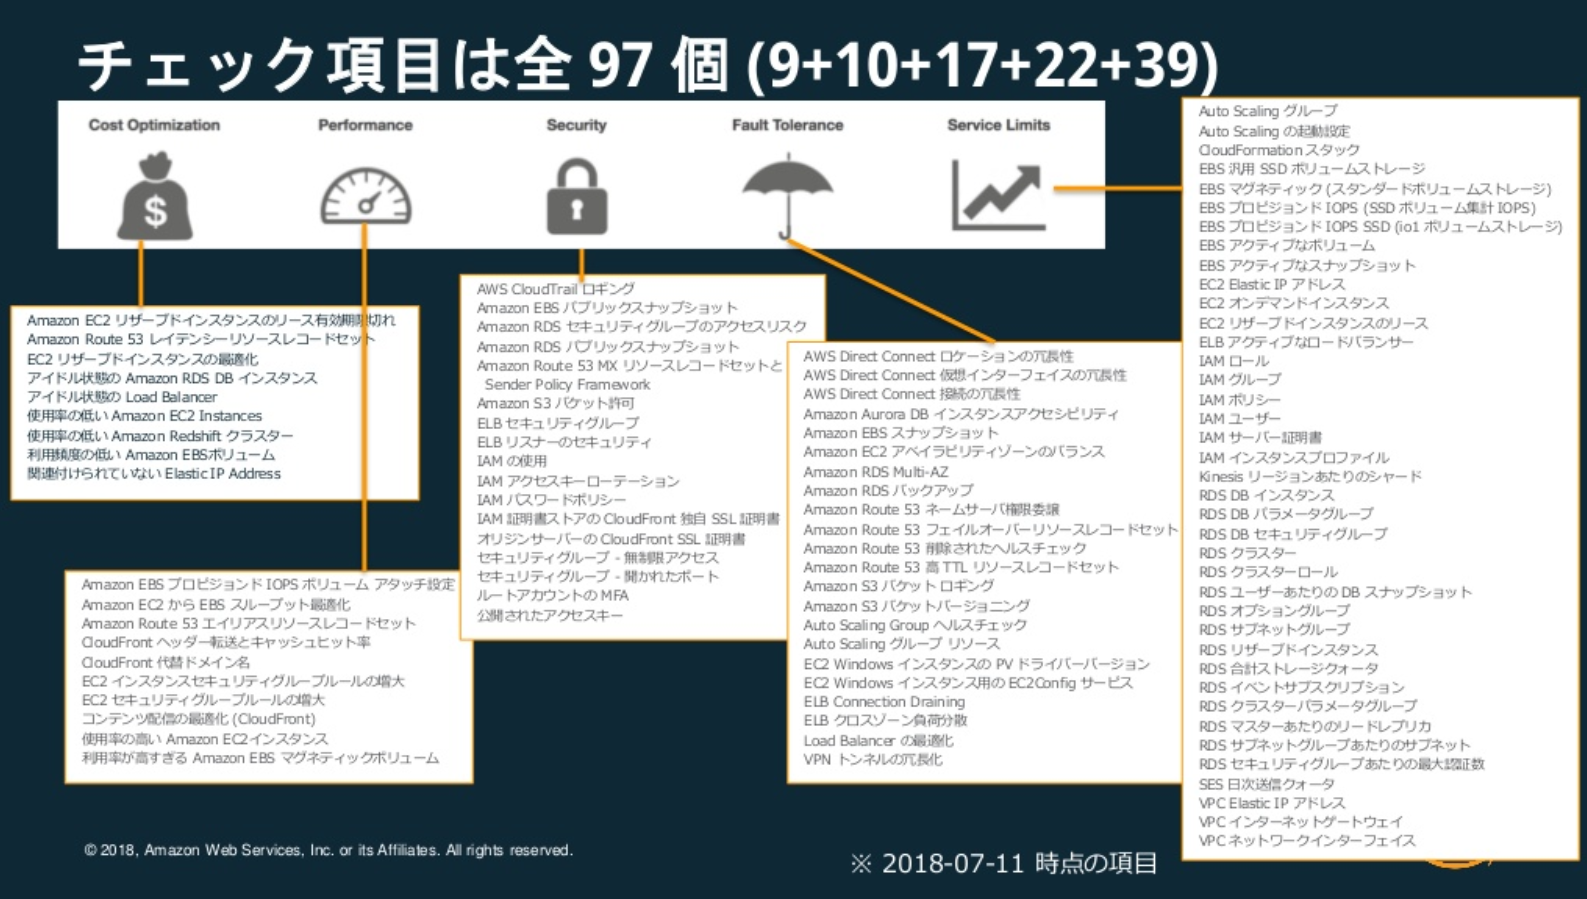 チェック項目は全 97 個 (9+10+17+22+39)
Cost Optimization
Performance
Security
Fault Tolerance
Service Limits
$
Amazon EC2 リザーブドインスタンスのリース有効期限切れ
Amazon Route 53 レイテンシーリソースレコードセット
EC2 リザーブドインスタンスの最適化
アイドル状態の Amazon RDS DB インスタンス
アイドル状態の Load Balancer
使用率の低い Amazon EC2 Instances
使用率の低い Amazon Redshift クラスター
利用頻度の低い Amazon EBSボリューム
関連付けられていない Elastic IP Address
Amazon EBS プロビジョンド IOPS ボリューム アタッチ設定
Amazon EC2 から EBS スループット最適化
Amazon Route 53 エイリアスリソースレコードセット
CloudFront ヘッダー転送とキャッシュヒット率
CloudFront 代替ドメイン名
EC2 インスタンスセキュリティグループルールの増大
EC2 セキュリティグループルールの増大
コンテンツ配信の最適化 (CloudFront)
使用率の高い Amazon EC2インスタンス
利用率が高すぎる Amazon EBS マグネティックボリューム
AWS CloudTrail ロギング
Amazon EBS パブリックスナップショット
Amazon RDS セキュリティグループのアクセスリスク
Amazon RDS パブリックスナップショット
Amazon Route 53 MX リソースレコードセットと
Sender Policy Framework
Amazon S3 バケット許可
ELB セキュリティグループ
ELB リスナーのセキュリティ
IAM の使用
IAM アクセスキーローテーション
IAM パスワードポリシー
IAM 証明書ストアの CloudFront 独自 SSL 証明書
オリジンサーバーの CloudFront SSL 証明書
セキュリティグループ - 無制限アクセス
セキュリティグループ - 開かれたポート
ルートアカウントの MFA
公開されたアクセスキー
AWS Direct Connect ロケーションの冗長性
AWS Direct Connect 仮想インターフェイスの冗長性
AWS Direct Connect 接続の冗長性
Amazon Aurora DB インスタンスアクセシビリティ
Amazon EBS スナップショット
Amazon EC2 アベイラビリティゾーンのバランス
Amazon RDS Multi-AZ
Amazon RDS バックアップ
Amazon Route 53 ネームサーバ権限委譲
Amazon Route 53 フェイルオーバーリソースレコードセット
Amazon Route 53 削除されたヘルスチェック
Amazon Route 53 高 TTL リソースレコードセット
Amazon S3 バケット ロギング
Amazon S3 バケットバージョニング
Auto Scaling Group ヘルスチェック
Auto Scaling グループ リソース
EC2 Windows インスタンスの PV ドライバーバージョン
EC2 Windows インスタンス用の EC2Config サービス
ELB Connection Draining
ELB クロスゾーン負荷分散
Load Balancer の最適化
VPN トンネルの冗長化
Auto Scaling グループ
Auto Scaling の起動設定
CloudFormation スタック
EBS 汎用 SSD ボリュームストレージ
EBS マグネティック (スタンダードボリュームストレージ)
EBS プロビジョンド IOPS (SSD ボリューム集計 IOPS)
EBS プロビジョンド IOPS SSD (io1 ボリュームストレージ)
EBS アクティブなボリューム
EBS アクティブなスナップショット
EC2 Elastic IP アドレス
EC2 オンデマンドインスタンス
EC2 リザーブドインスタンスのリース
ELB アクティブなロードバランサー
IAM ロール
IAM グループ
IAM ポリシー
IAM ユーザー
IAM サーバー証明書
IAM インスタンスプロファイル
Kinesis リージョンあたりのシャード
RDS DB インスタンス
RDS DB パラメータグループ
RDS DB セキュリティグループ
RDS クラスター
RDS クラスターロール
RDS ユーザーあたりの DB スナップショット
RDS オプショングループ
RDS サブネットグループ
RDS リザーブドインスタンス
RDS 合計ストレージクォータ
RDS イベントサブスクリプション
RDS クラスターパラメータグループ
RDS マスターあたりのリードレプリカ
RDS サブネットグループあたりのサブネット
RDS セキュリティグループあたりの最大認証数
SES 日次送信クォータ
VPC Elastic IP アドレス
VPC インターネットゲートウェイ
VPC ネットワークインターフェイス
© 2018, Amazon Web Services, Inc. or its Affiliates. All rights reserved.
※ 2018-07-11 時点の項目